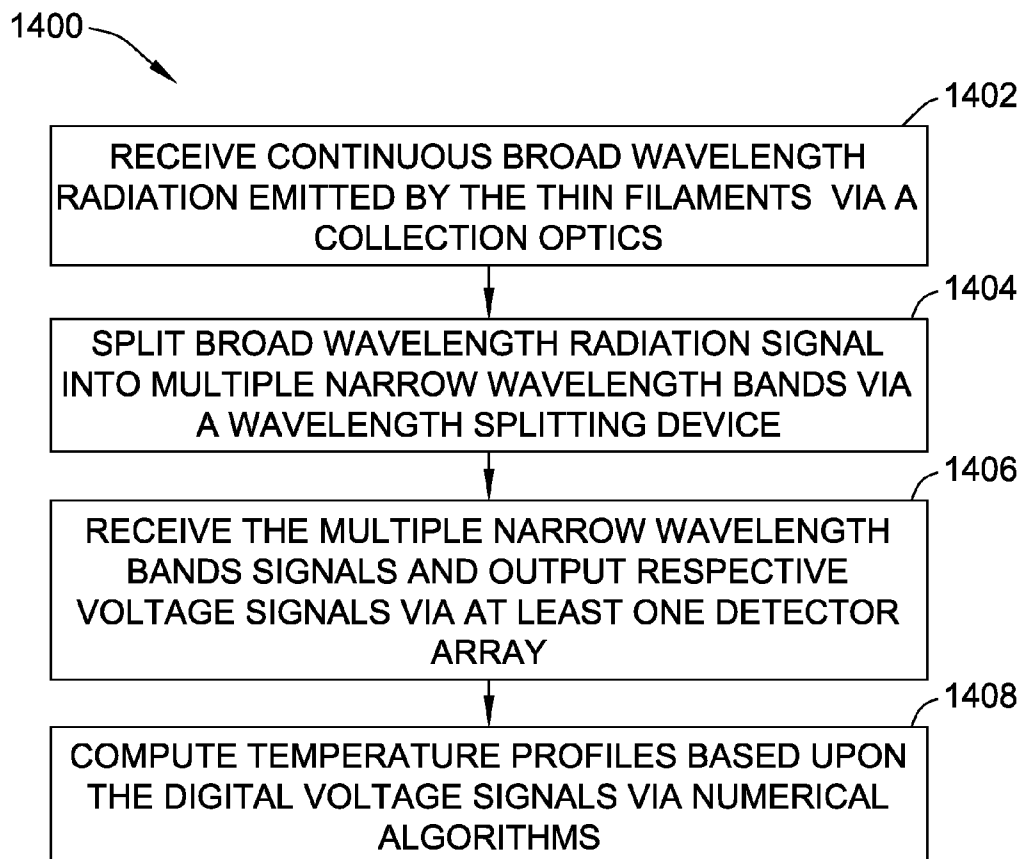 1400
1402
RECEIVE CONTINUOUS BROAD WAVELENGTH
RADIATION EMITTED BY THE THIN FILAMENTS VIA A
COLLECTION OPTICS
1404
SPLIT BROAD WAVELENGTH RADIATION SIGNAL
INTO MULTIPLE NARROW WAVELENGTH BANDS VIA
A WAVELENGTH SPLITTING DEVICE
1406
RECEIVE THE MULTIPLE NARROW WAVELENGTH
BANDS SIGNALS AND OUTPUT RESPECTIVE
VOLTAGE SIGNALS VIA AT LEAST ONE DETECTOR
ARRAY
1408
COMPUTE TEMPERATURE PROFILES BASED UPON
THE DIGITAL VOLTAGE SIGNALS VIA NUMERICAL
ALGORITHMS